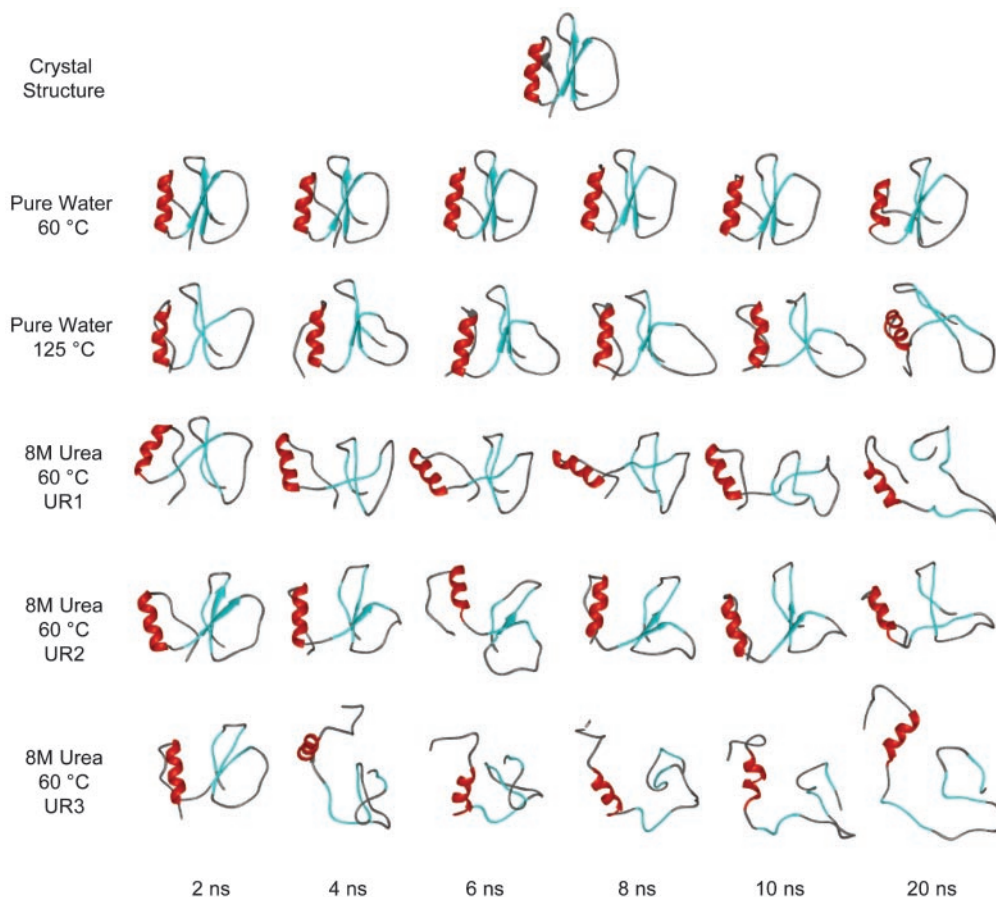 Crystal
Structure
Pure Water
60 °C
Pure Water
125 °C
8M Urea
60 °C
UR1
8M Urea
60 °C
UR2
8M Urea
60 °C
UR3
2 ns 4 ns 6 ns 8 ns 10 ns 20 ns